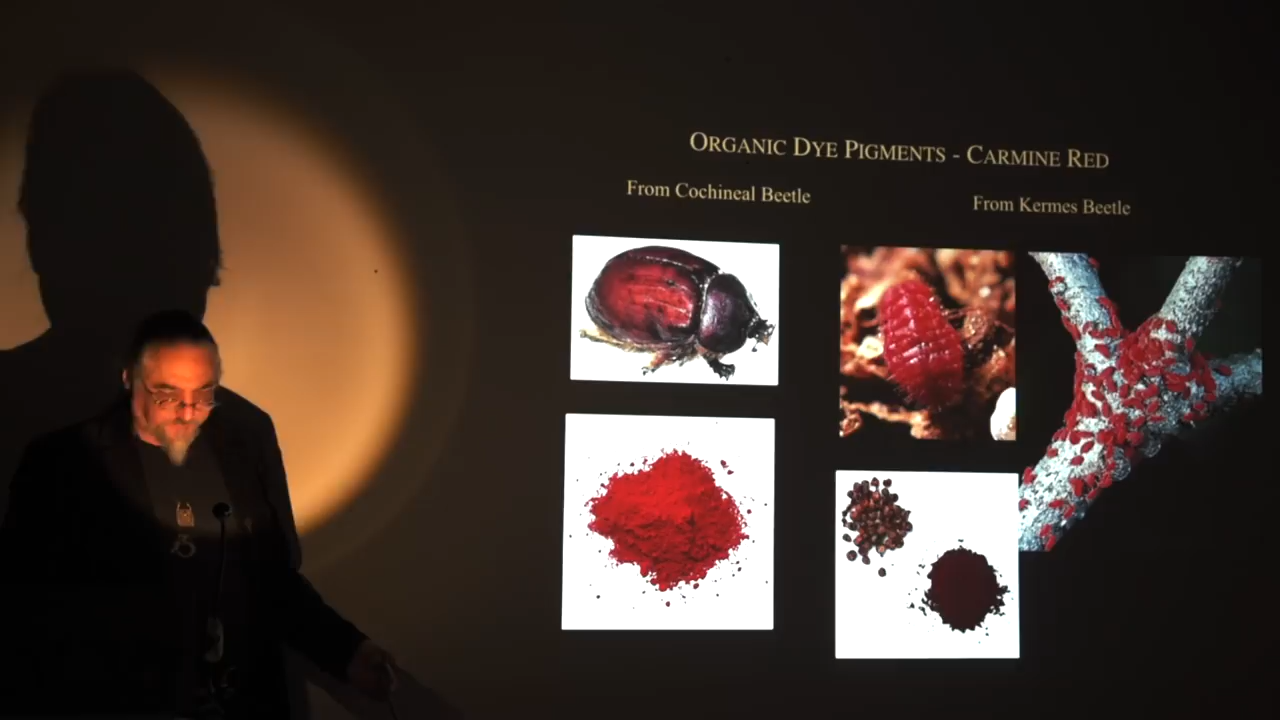 ORGANIC DYE PIGMENTS - CARMINE RED
From Cochineal Beetle
From Kermes Beetle